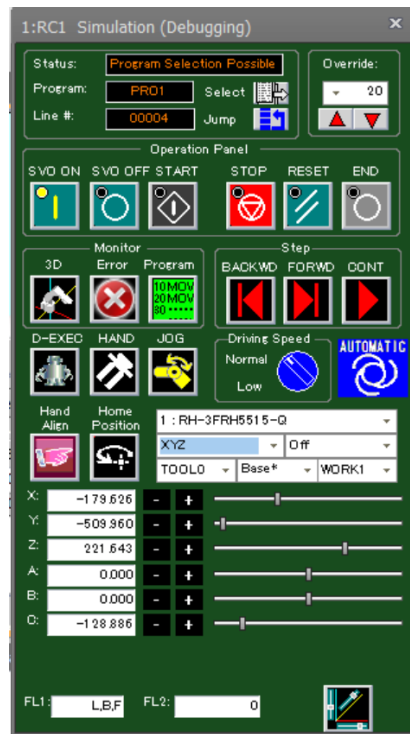 1:RC1 Simulation (Debugging) ×
Status: Program Selection Possible Override:
Program: PRO1 Select 20
Line #: 00004 Jump
Operation Panel
SVO ON SVO OFF START STOP RESET END
Monitor Step
3D Error Program BACKWD FORWD CONT
10MOV
20MOV
30 .....
D-EXEC HAND JOG Driving Speed AUTOMATIC
Normal
Low
Hand Align Home Position 1 : RH-3FRH5515-Q
XYZ Off
TOOL0 Base* WORK1
X: -179.626 - +
Y: -509.960 - +
Z: 221.643 - +
A: 0.000 - +
B: 0.000 - +
C: -128.886 - +
FL1: L,B,F FL2: 0